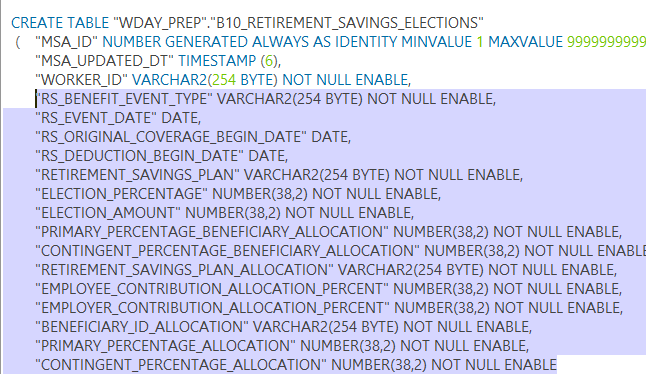 CREATE TABLE "WDAY_PREP"."B10_RETIREMENT_SAVINGS_ELECTIONS"
( "MSA_ID" NUMBER GENERATED ALWAYS AS IDENTITY MINVALUE 1 MAXVALUE 9999999999
"MSA_UPDATED_DT" TIMESTAMP (6),
"WORKER_ID" VARCHAR2(254 BYTE) NOT NULL ENABLE,
"RS_BENEFIT_EVENT_TYPE" VARCHAR2(254 BYTE) NOT NULL ENABLE,
"RS_EVENT_DATE" DATE,
"RS_ORIGINAL_COVERAGE_BEGIN_DATE" DATE,
"RS_DEDUCTION_BEGIN_DATE" DATE,
"RETIREMENT_SAVINGS_PLAN" VARCHAR2(254 BYTE) NOT NULL ENABLE,
"ELECTION_PERCENTAGE" NUMBER(38,2) NOT NULL ENABLE,
"ELECTION_AMOUNT" NUMBER(38,2) NOT NULL ENABLE,
"PRIMARY_PERCENTAGE_BENEFICIARY_ALLOCATION" NUMBER(38,2) NOT NULL ENABLE,
"CONTINGENT_PERCENTAGE_BENEFICIARY_ALLOCATION" NUMBER(38,2) NOT NULL ENABLE
"RETIREMENT_SAVINGS_PLAN_ALLOCATION" VARCHAR2(254 BYTE) NOT NULL ENABLE,
"EMPLOYEE_CONTRIBUTION_ALLOCATION_PERCENT" NUMBER(38,2) NOT NULL ENABLE,
"EMPLOYER_CONTRIBUTION_ALLOCATION_PERCENT" NUMBER(38,2) NOT NULL ENABLE,
"BENEFICIARY_ID_ALLOCATION" VARCHAR2(254 BYTE) NOT NULL ENABLE,
"PRIMARY_PERCENTAGE_ALLOCATION" NUMBER(38,2) NOT NULL ENABLE,
"CONTINGENT_PERCENTAGE_ALLOCATION" NUMBER(38,2) NOT NULL ENABLE